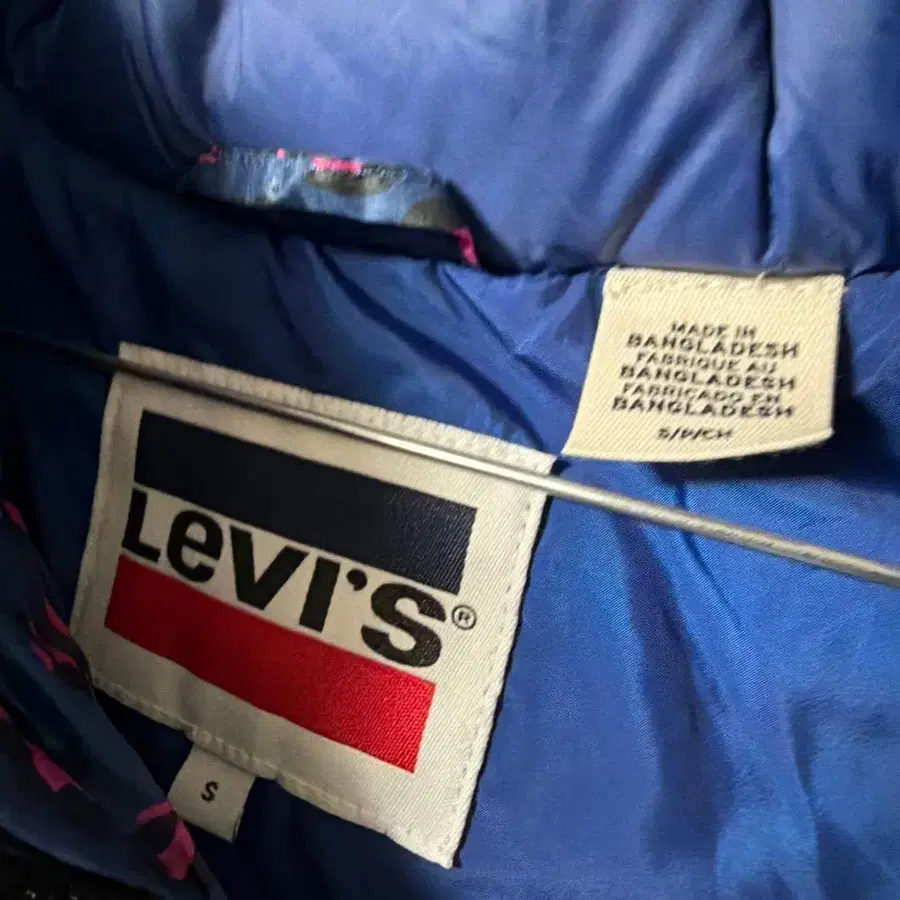 MADE IN
BANGLADESH
FABRIQUE AU
BANGLADESH
FABRICADO EN
BANGLADESH
S/P/CH
LeVI'S®
S